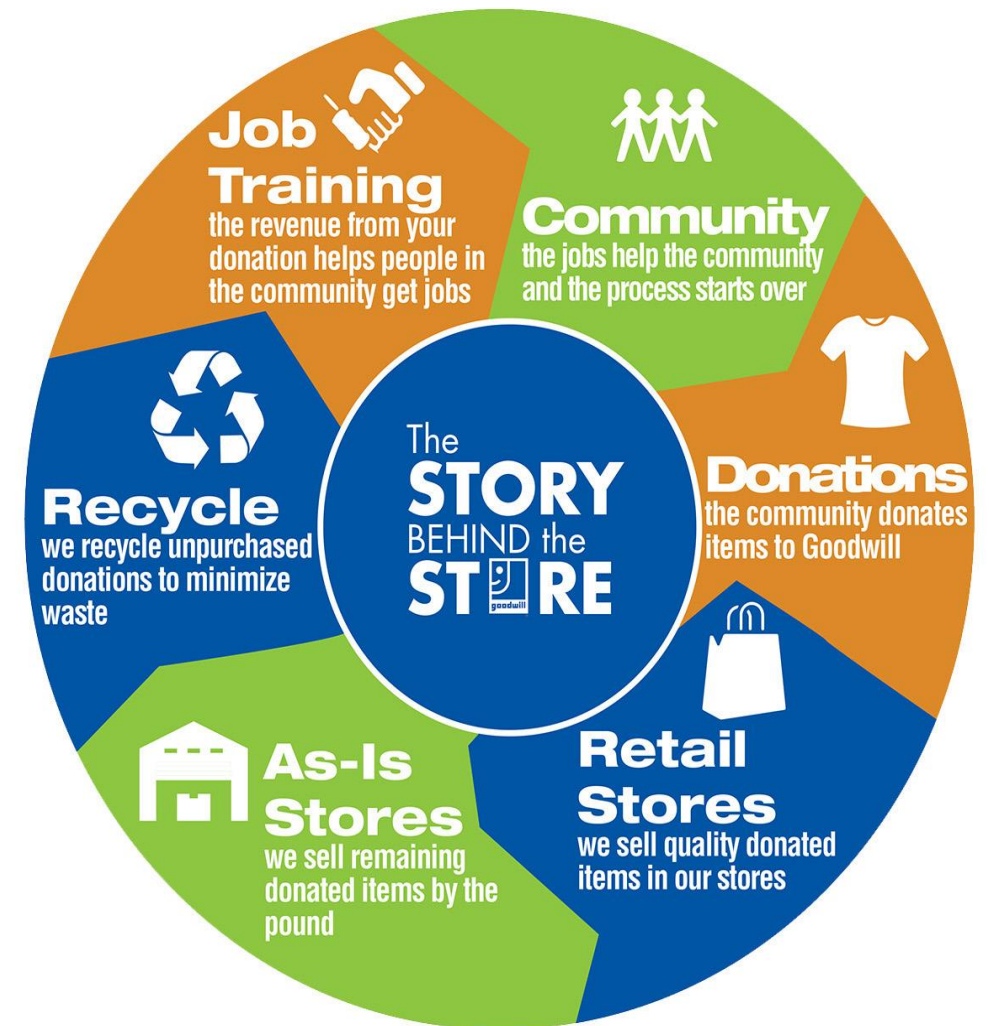 Job
Training
the revenue from your
donation helps people in
the community get jobs
Community
the jobs help the community
and the process starts over
Donations
the community donates
items to Goodwill
Retail
Stores
we sell quality donated
items in our stores
As-Is
Stores
we sell remaining
donated items by the
pound
Recycle
we recycle unpurchased
donations to minimize
waste
The
STORY
BEHIND the
ST RE
goodwill